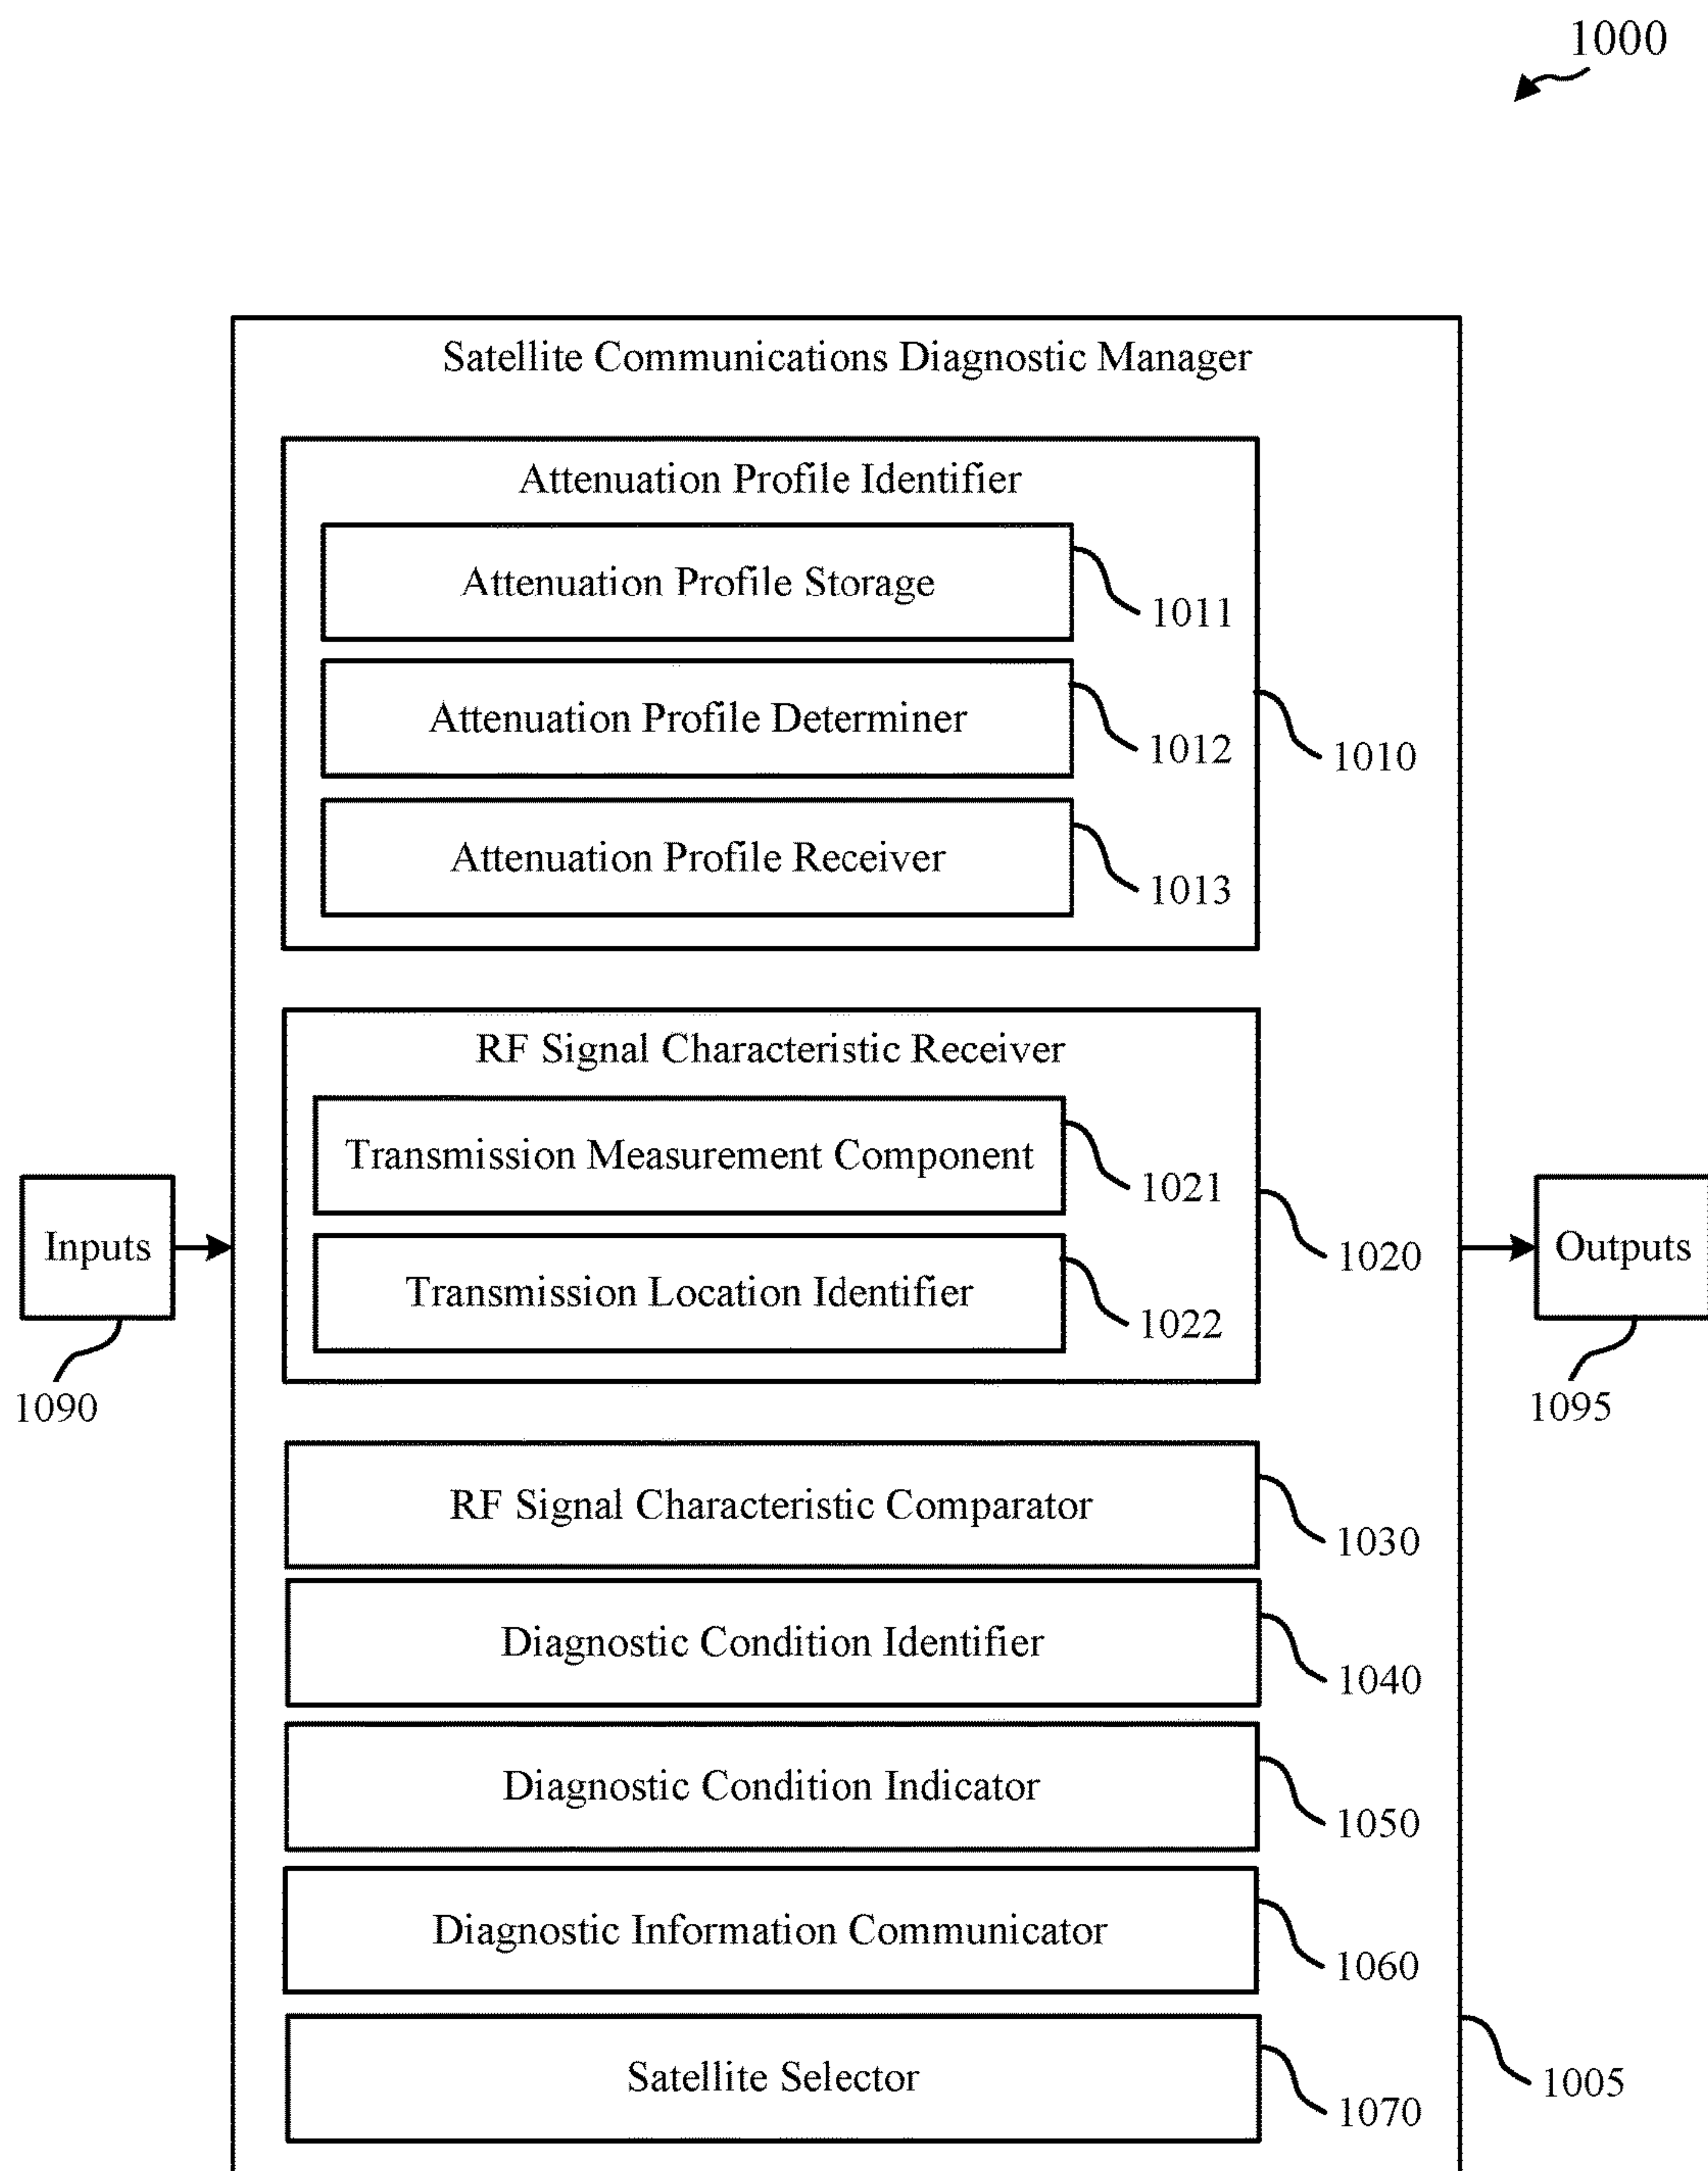 1000
Satellite Communications Diagnostic Manager
Attenuation Profile Identifier
Attenuation Profile Storage
1011
Attenuation Profile Determiner
1012
1010
Attenuation Profile Receiver
1013
RF Signal Characteristic Receiver
Transmission Measurement Component
1021
Inputs
1020
Outputs
Transmission Location Identifier
1022
1090
1095
RF Signal Characteristic Comparator
1030
Diagnostic Condition Identifier
1040
Diagnostic Condition Indicator
1050
Diagnostic Information Communicator
1060
Satellite Selector
1005
1070